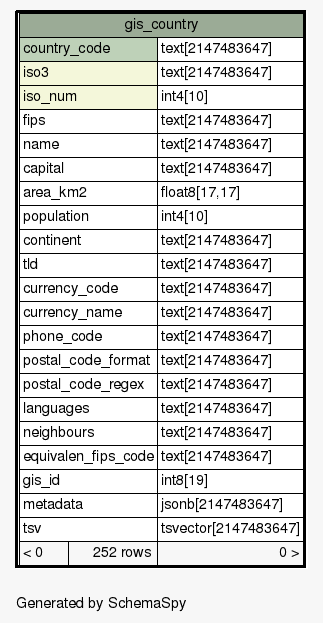 gis_country
country_code text[2147483647]
iso3 text[2147483647]
iso_num int4[10]
fips text[2147483647]
name text[2147483647]
capital text[2147483647]
area_km2 float8[17,17]
population int4[10]
continent text[2147483647]
tld text[2147483647]
currency_code text[2147483647]
currency_name text[2147483647]
phone_code text[2147483647]
postal_code_format text[2147483647]
postal_code_regex text[2147483647]
languages text[2147483647]
neighbours text[2147483647]
equivalen_fips_code text[2147483647]
gis_id int8[19]
metadata jsonb[2147483647]
tsv tsvector[2147483647]
< 0 252 rows 0 >
Generated by SchemaSpy